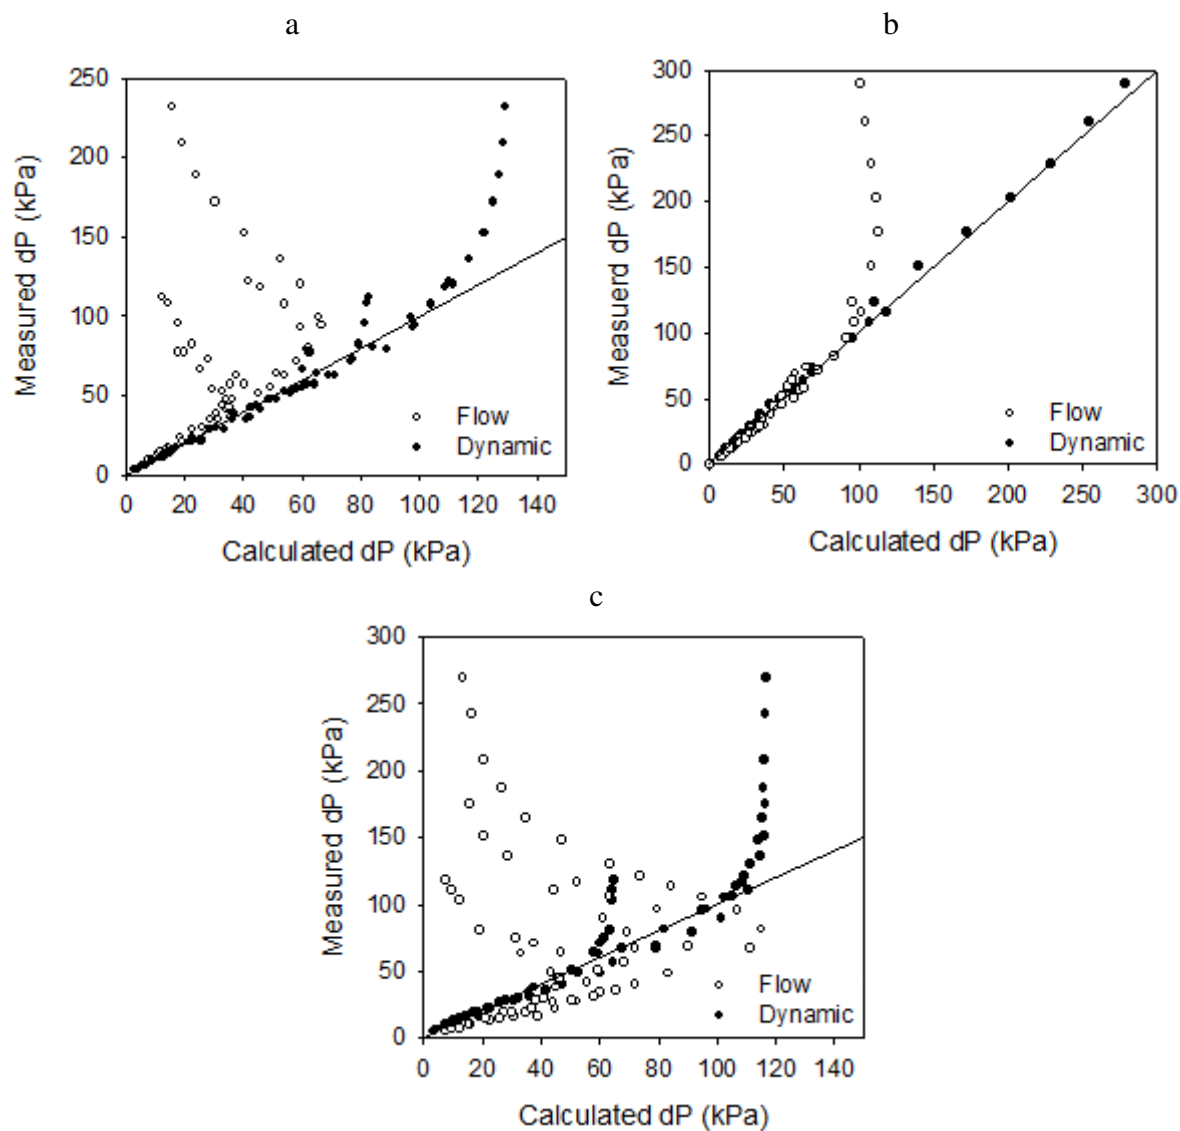 a
250
200
150
100
50
0
Measured dP (kPa)
Flow
Dynamic
0 20 40 60 80 100 120 140
Calculated dP (kPa)
b
300
250
200
150
100
50
0
Measuerd dP (kPa)
Flow
Dynamic
0 50 100 150 200 250 300
Calculated dP (kPa)
c
300
250
200
150
100
50
0
Measured dP (kPa)
Flow
Dynamic
0 20 40 60 80 100 120 140
Calculated dP (kPa)